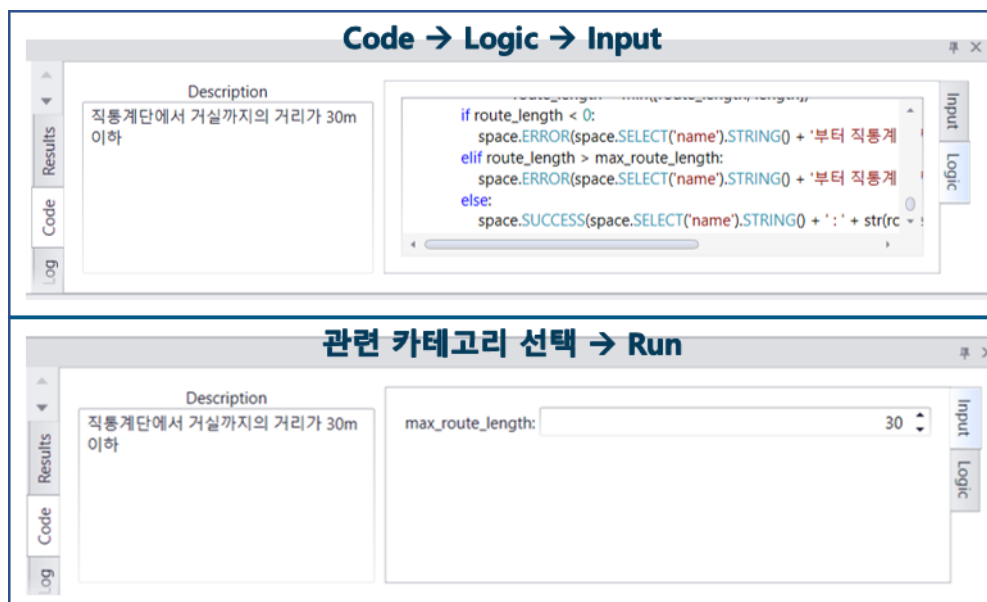 Code → Logic → Input
Results
Code
Log
Description
직통계단에서 거실까지의 거리가 30m
이하
if route_length < 0:
space.ERROR(space.SELECT('name').STRING() + '부터 직통계
elif route_length > max_route_length:
space.ERROR(space.SELECT('name').STRING() + '부터 직통계
else:
space.SUCCESS(space.SELECT('name').STRING() + ' : ' + str(rc
Input
Logic
관련 카테고리 선택 → Run
Results
Code
Log
Description
직통계단에서 거실까지의 거리가 30m
이하
max_route_length:
30
Input
Logic